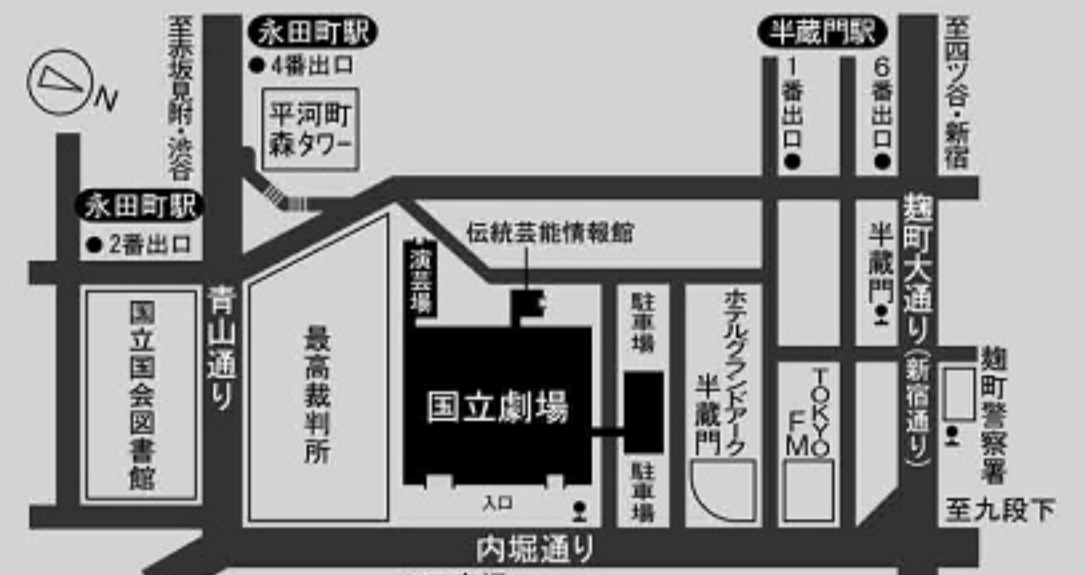 至赤坂見附・渋谷
永田町駅
4番出口
平河町
森タワー
半蔵門駅
1番出口
6番出口
至四ツ谷・新宿
N
永田町駅
2番出口
伝統芸能情報館
演芸場
半蔵門
麹町大通り(新宿通り)
国立国会図書館
青山通り
最高裁判所
国立劇場
駐車場
ホテルグランドアーク
半蔵門
TOKYO
FM
麹町警察署
駐車場
入口
至九段下
内堀通り